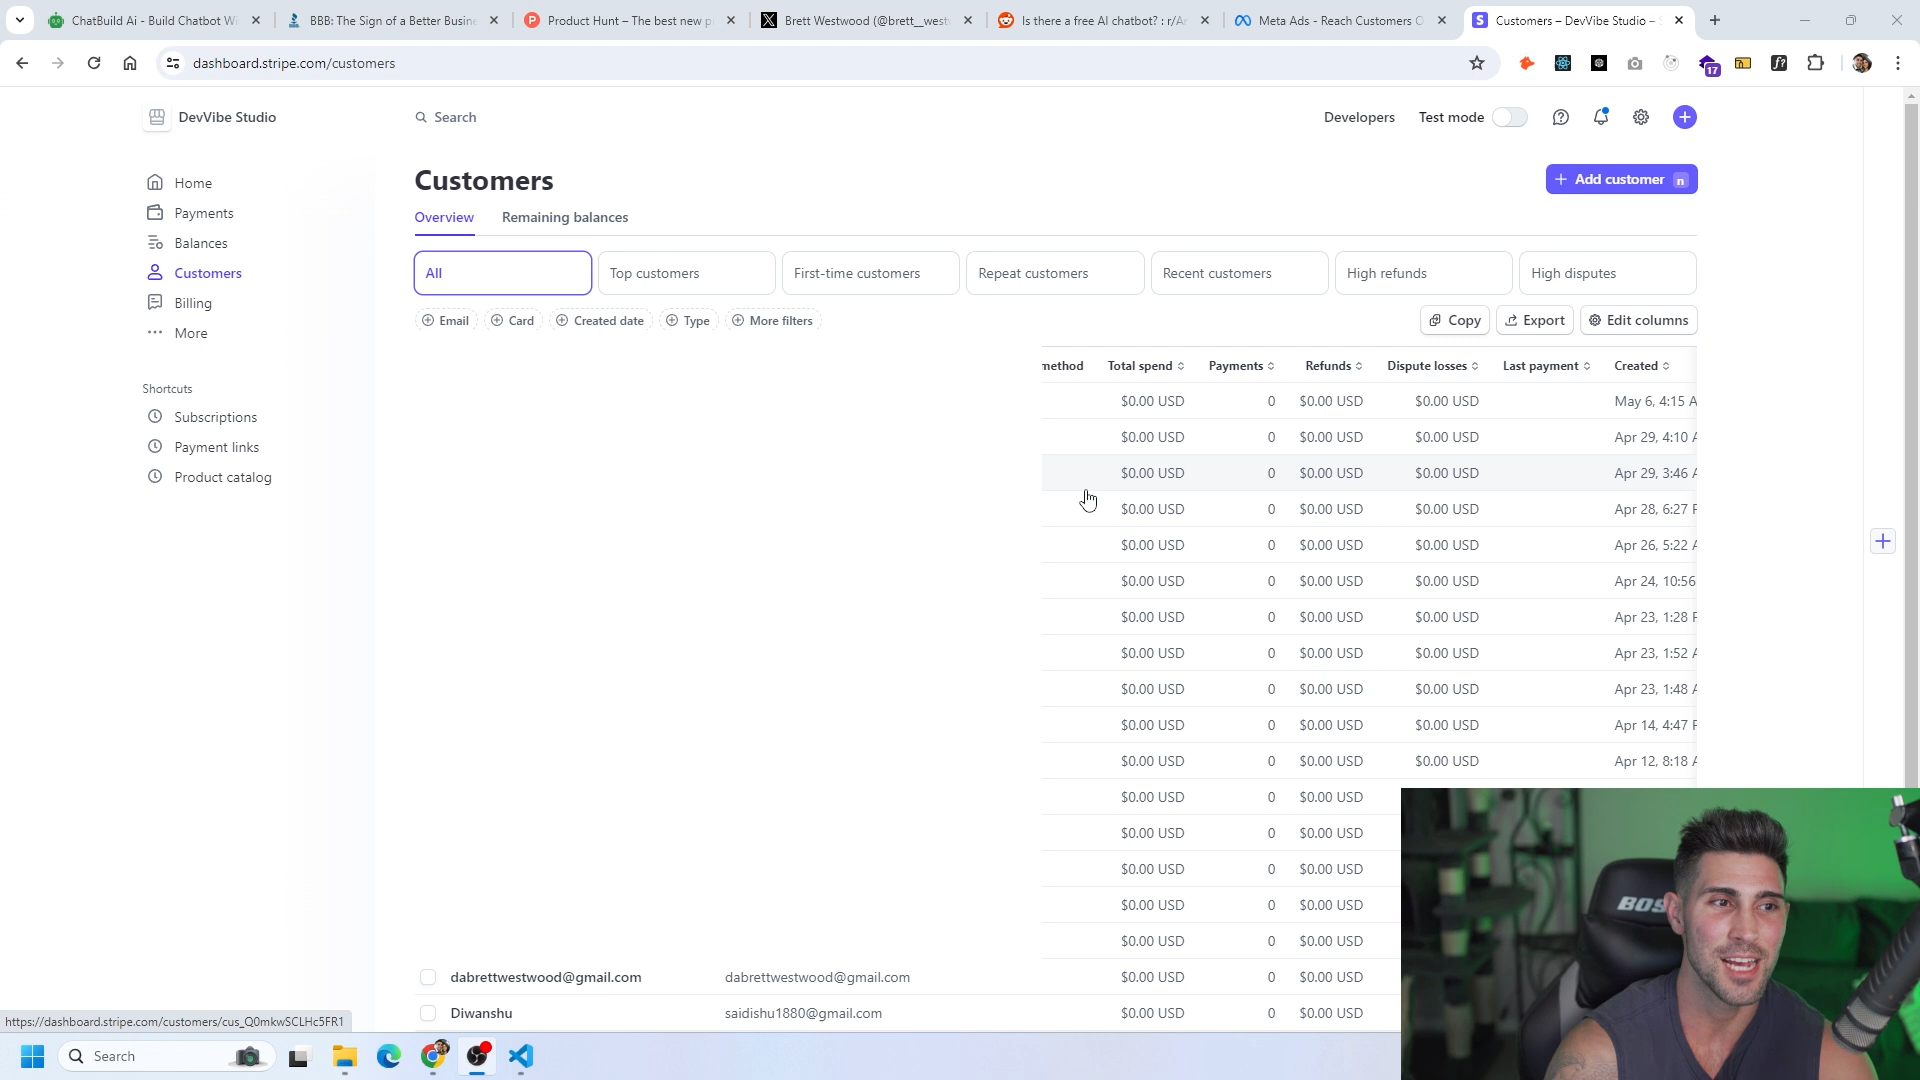 ChatBuild Ai - Build Chatbot Wi
BBB: The Sign of a Better Busine
Product Hunt – The best new p
Brett Westwood (@brett__west
Is there a free AI chatbot? : r/Ar
Meta Ads - Reach Customers O
Customers – DevVibe Studio –
dashboard.stripe.com/customers
17
DevVibe Studio
Search
Developers
Test mode
Home
Payments
Balances
Customers
Billing
More
Shortcuts
Subscriptions
Payment links
Product catalog
Customers
Add customer n
Overview
Remaining balances
All
Top customers
First-time customers
Repeat customers
Recent customers
High refunds
High disputes
Email
Card
Created date
Type
More filters
Copy
Export
Edit columns
method Total spend Payments Refunds Dispute losses Last payment Created
$0.00 USD 0 $0.00 USD $0.00 USD May 6, 4:15 A
$0.00 USD 0 $0.00 USD $0.00 USD Apr 29, 4:10 A
$0.00 USD 0 $0.00 USD $0.00 USD Apr 29, 3:46 A
$0.00 USD 0 $0.00 USD $0.00 USD Apr 28, 6:27 P
$0.00 USD 0 $0.00 USD $0.00 USD Apr 26, 5:22 A
$0.00 USD 0 $0.00 USD $0.00 USD Apr 24, 10:56
$0.00 USD 0 $0.00 USD $0.00 USD Apr 23, 1:28 P
$0.00 USD 0 $0.00 USD $0.00 USD Apr 23, 1:52 A
$0.00 USD 0 $0.00 USD $0.00 USD Apr 23, 1:48 A
$0.00 USD 0 $0.00 USD $0.00 USD Apr 14, 4:47 P
$0.00 USD 0 $0.00 USD $0.00 USD Apr 12, 8:18 A
$0.00 USD 0 $0.00 USD
$0.00 USD 0 $0.00 USD
$0.00 USD 0 $0.00 USD
$0.00 USD 0 $0.00 USD
$0.00 USD 0 $0.00 USD
dabrettwestwood@gmail.com dabrettwestwood@gmail.com $0.00 USD 0 $0.00 USD
Diwanshu saidishu1880@gmail.com $0.00 USD 0 $0.00 USD
https://dashboard.stripe.com/customers/cus_Q0mkwSCLHc5FR1
Search
BOS